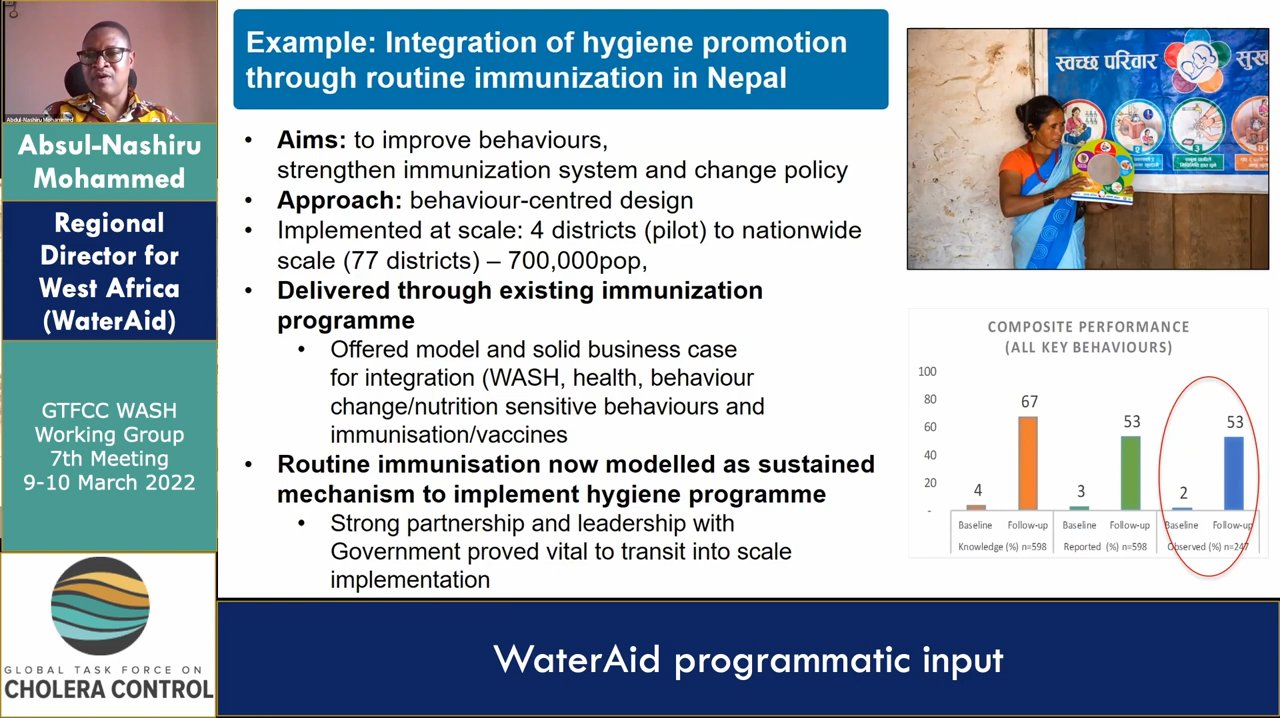 Abdul-Nashiru Mohammed
Absul-Nashiru
Mohammed
Regional
Director for
West Africa
(WaterAid)
GTFCC WASH
Working Group
7th Meeting
9-10 March 2022
GLOBAL TASK FORCE ON
CHOLERA CONTROL
Example: Integration of hygiene promotion
through routine immunization in Nepal
• Aims: to improve behaviours,
strengthen immunization system and change policy
• Approach: behaviour-centred design
• Implemented at scale: 4 districts (pilot) to nationwide
scale (77 districts) – 700,000pop,
• Delivered through existing immunization
programme
• Offered model and solid business case
for integration (WASH, health, behaviour
change/nutrition sensitive behaviours and
immunisation/vaccines
• Routine immunisation now modelled as sustained
mechanism to implement hygiene programme
• Strong partnership and leadership with
Government proved vital to transit into scale
implementation
स्वच्छ परिवार
सुख
2
3
COMPOSITE PERFORMANCE
(ALL KEY BEHAVIOURS)
100
80
60
40
20
-
4
67
3
53
2
53
Baseline Follow-up Baseline Follow-up Baseline Follow-up
Knowledge (%) n=598 Reported (%) n=598 Observed (%) n=247
WaterAid programmatic input